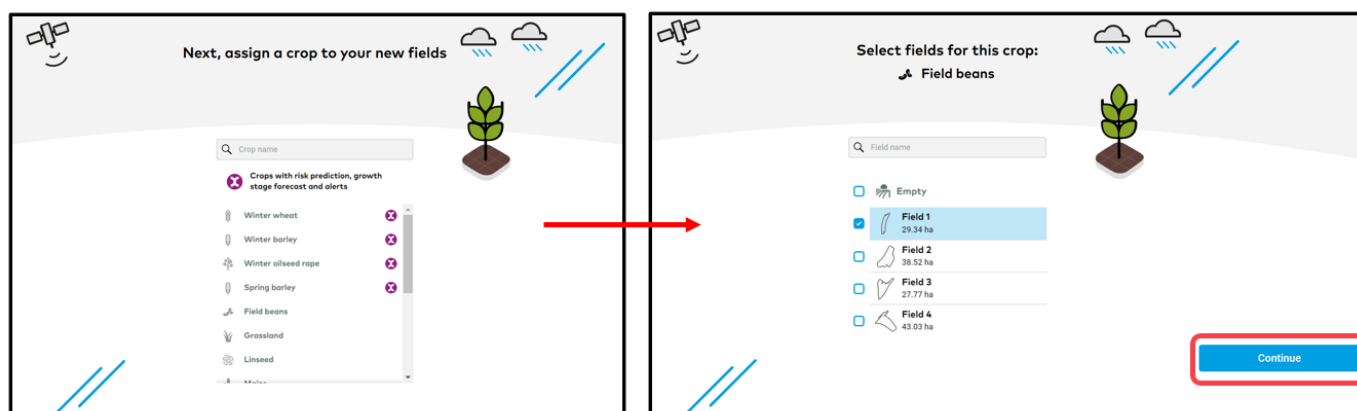 Next, assign a crop to your new fields
Crop name
Crops with risk prediction, growth
stage forecast and alerts
Winter wheat
Winter barley
Winter oilseed rape
Spring barley
Field beans
Grassland
Linseed
Maize
Select fields for this crop:
Field beans
Field name
Empty
Field 1
29.34 ha
Field 2
38.52 ha
Field 3
27.77 ha
Field 4
43.03 ha
Continue